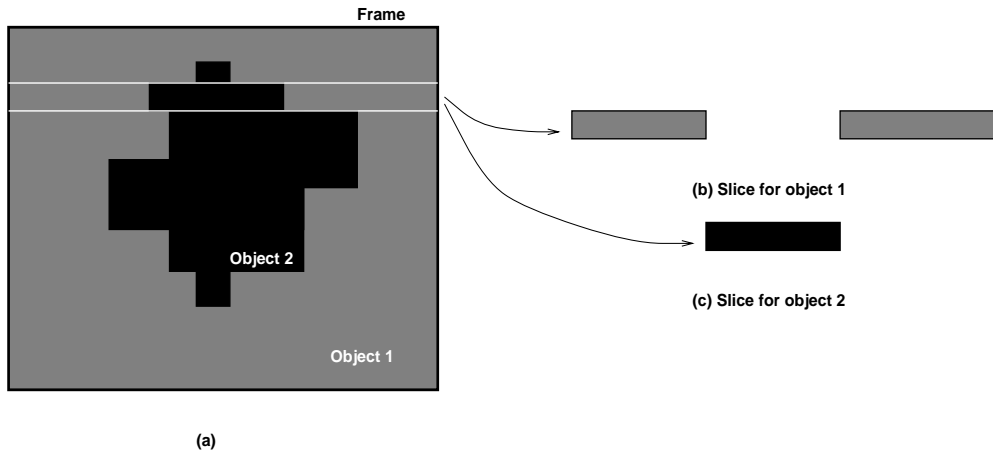 Frame
(b) Slice for object 1
Object 2
(c) Slice for object 2
Object 1
(a)